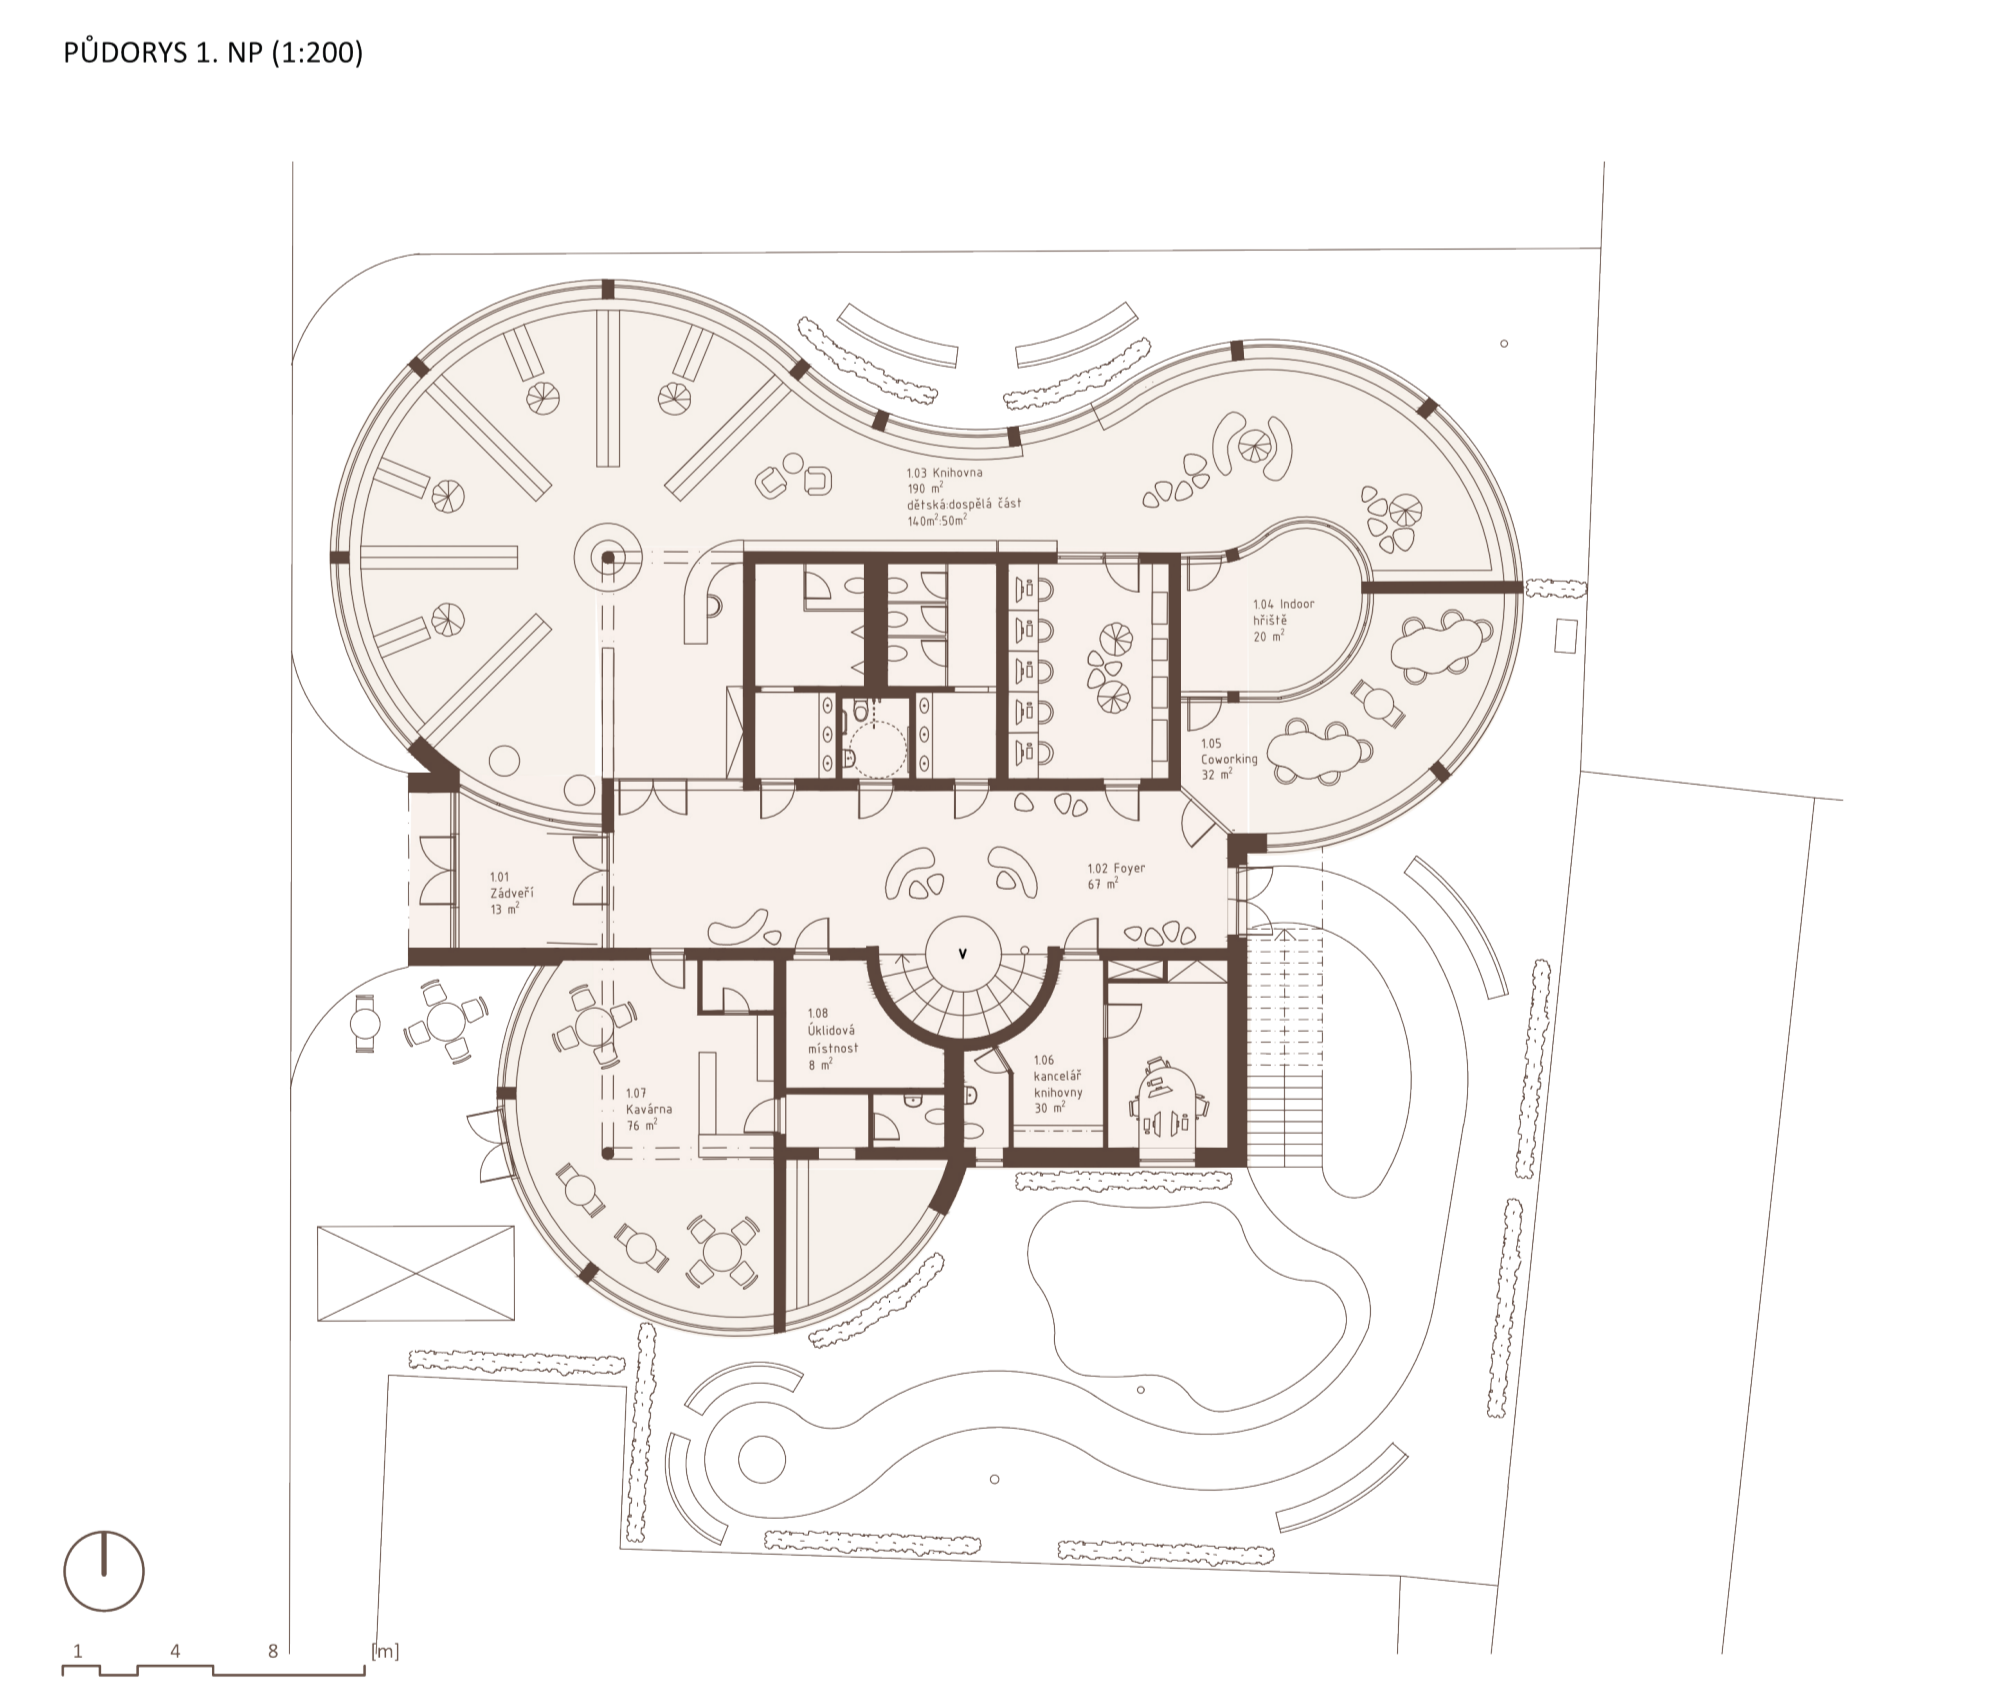 PŮDORYS 1. NP (1:200)
1.03 Knihovna
190 m²
dětská:dospělá část
140m²:50m²
1.04 Indoor
hřiště
20 m²
1.05
Coworking
32 m²
1.02 Foyer
67 m²
1.01
Zádveří
13 m²
V
1.08
Úklidová
místnost
8 m²
1.06
kancelář
knihovny
30 m²
1.07
Kavárna
76 m²
1 4 8 [m]